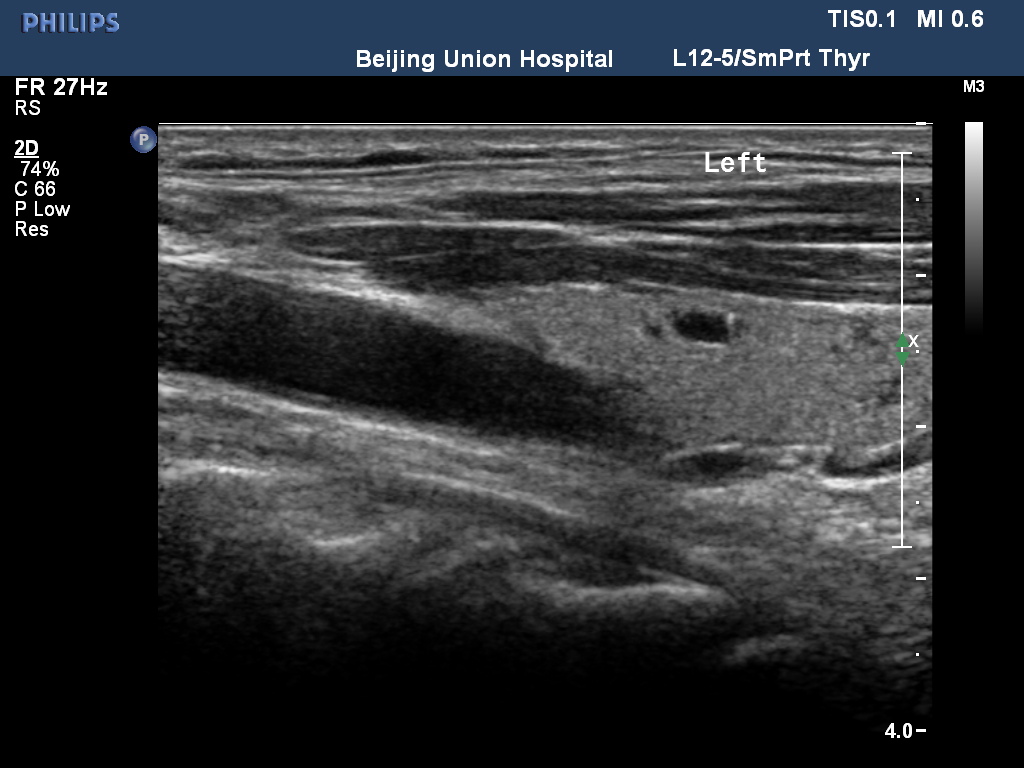 PHILIPS
TIS0.1 MI 0.6
Beijing Union Hospital L12-5/SmPrt Thyr
FR 27Hz
RS
M3
P
2D
74%
C 66
P Low
Res
Left
X
4.0